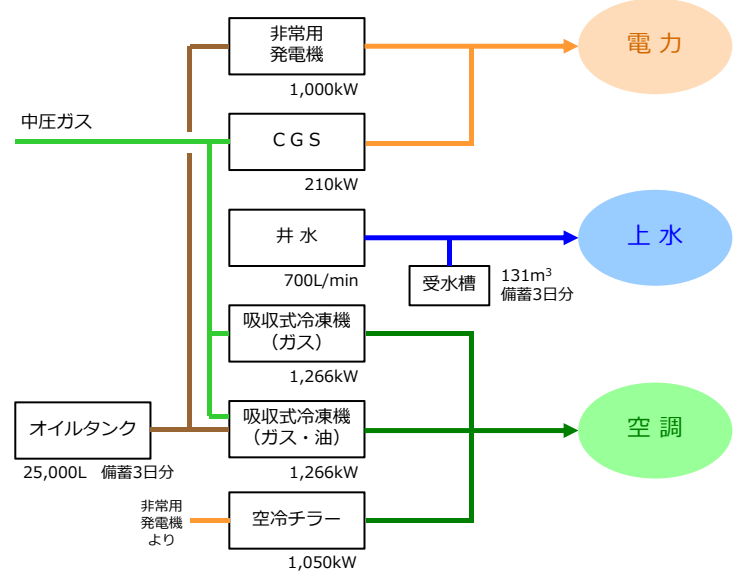 非常用
発電機
1,000kW
電 力
中圧ガス
ＣＧＳ
210kW
井 水
700L/min
上 水
受水槽
131m³
備蓄3日分
吸収式冷凍機
（ガス）
1,266kW
オイルタンク
25,000L 備蓄3日分
吸収式冷凍機
（ガス・油）
1,266kW
空 調
非常用
発電機
より
空冷チラー
1,050kW